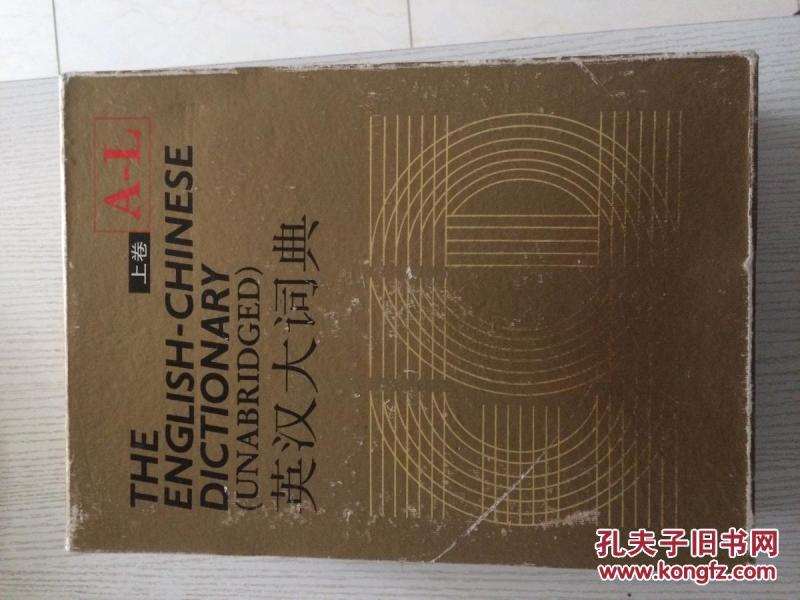 THE
ENGLISH-CHINESE
DICTIONARY
(UNABRIDGED)
英汉大词典
上卷
A-L
孔夫子旧书网
www.kongfz.com